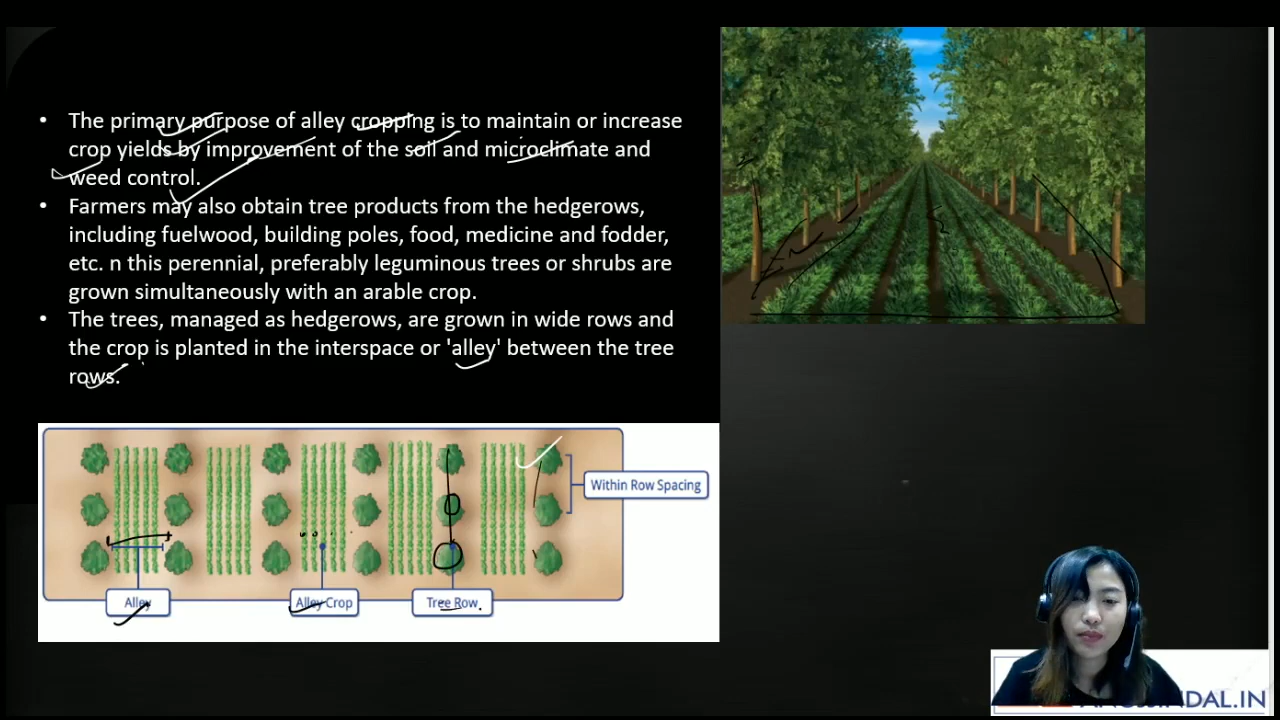 • The primary purpose of alley cropping is to maintain or increase
crop yields by improvement of the soil and microclimate and
weed control.
• Farmers may also obtain tree products from the hedgerows,
including fuelwood, building poles, food, medicine and fodder,
etc. n this perennial, preferably leguminous trees or shrubs are
grown simultaneously with an arable crop.
• The trees, managed as hedgerows, are grown in wide rows and
the crop is planted in the interspace or 'alley' between the tree
rows.
Within Row Spacing
Alley
Alley Crop
Tree Row